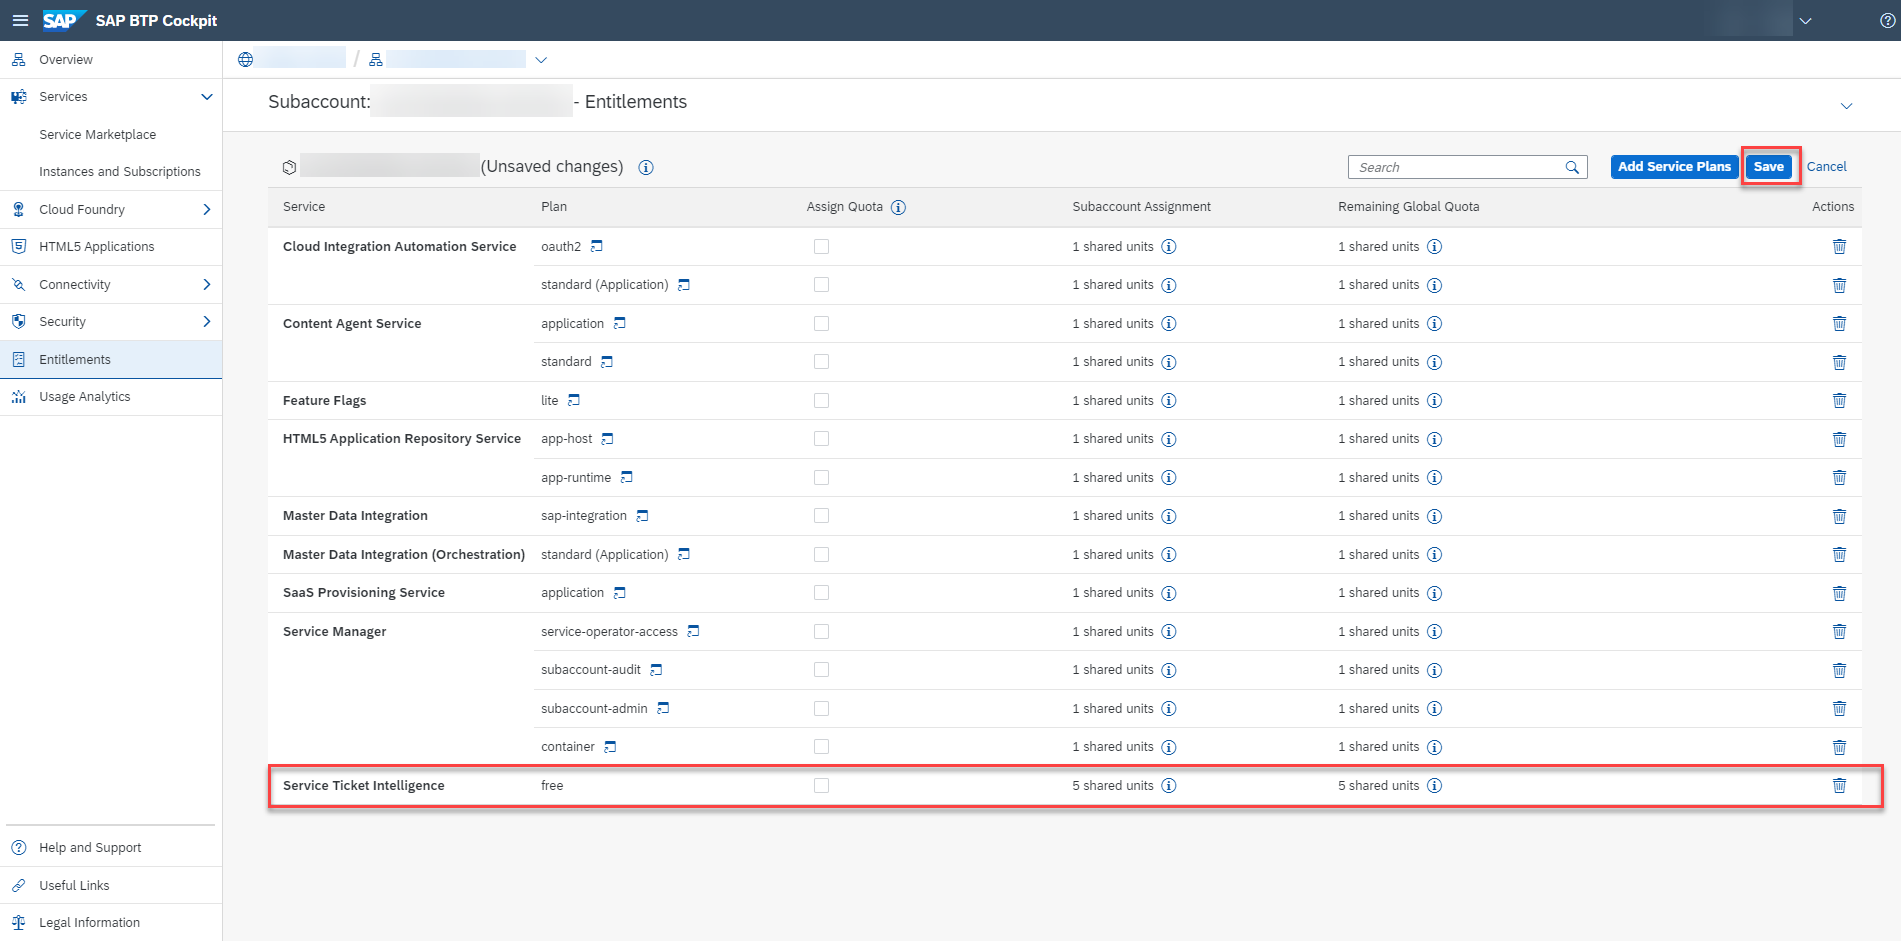 SAP SAP BTP Cockpit
Overview
Services
Service Marketplace
Instances and Subscriptions
Cloud Foundry
HTML5 Applications
Connectivity
Security
Entitlements
Usage Analytics
Help and Support
Useful Links
Legal Information
/
Subaccount: - Entitlements
(Unsaved changes)
Search
Add Service Plans Save Cancel
Service Plan Assign Quota Subaccount Assignment Remaining Global Quota Actions
Cloud Integration Automation Service oauth2 1 shared units 1 shared units
standard (Application) 1 shared units 1 shared units
Content Agent Service application 1 shared units 1 shared units
standard 1 shared units 1 shared units
Feature Flags lite 1 shared units 1 shared units
HTML5 Application Repository Service app-host 1 shared units 1 shared units
app-runtime 1 shared units 1 shared units
Master Data Integration sap-integration 1 shared units 1 shared units
Master Data Integration (Orchestration) standard (Application) 1 shared units 1 shared units
SaaS Provisioning Service application 1 shared units 1 shared units
Service Manager service-operator-access 1 shared units 1 shared units
subaccount-audit 1 shared units 1 shared units
subaccount-admin 1 shared units 1 shared units
container 1 shared units 1 shared units
Service Ticket Intelligence free 5 shared units 5 shared units